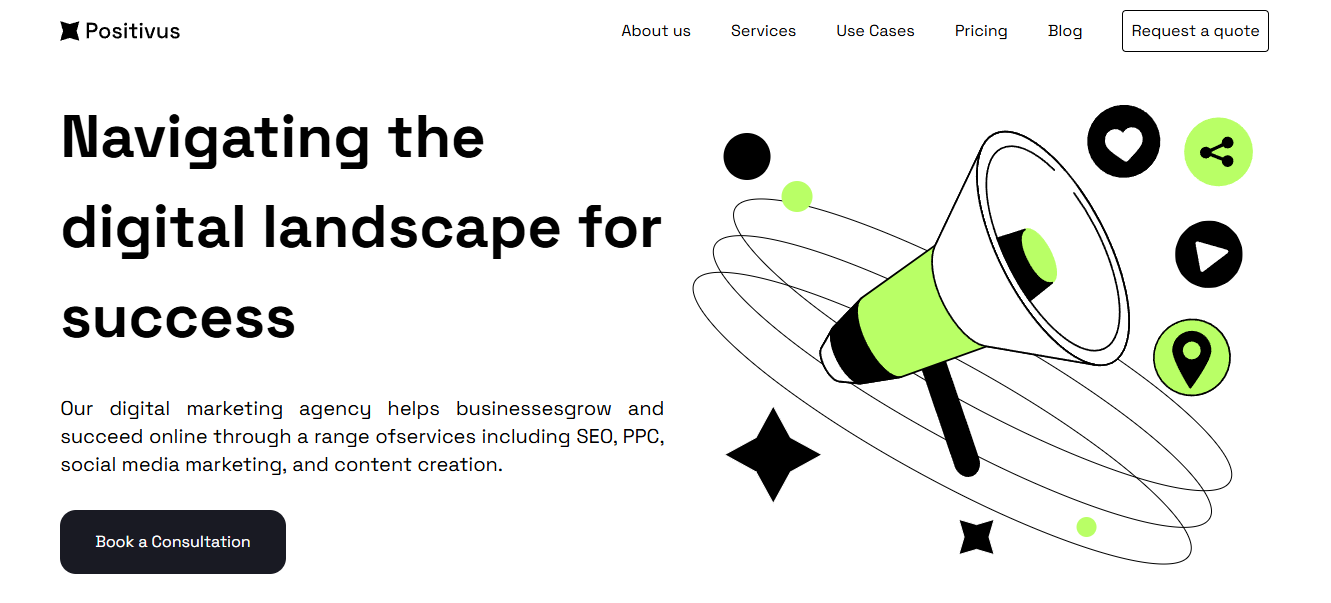 Positivus
About us
Services
Use Cases
Pricing
Blog
Request a quote
Navigating the
digital landscape for
success
Our digital marketing agency helps businessesgrow and
succeed online through a range ofservices including SEO, PPC,
social media marketing, and content creation.
Book a Consultation